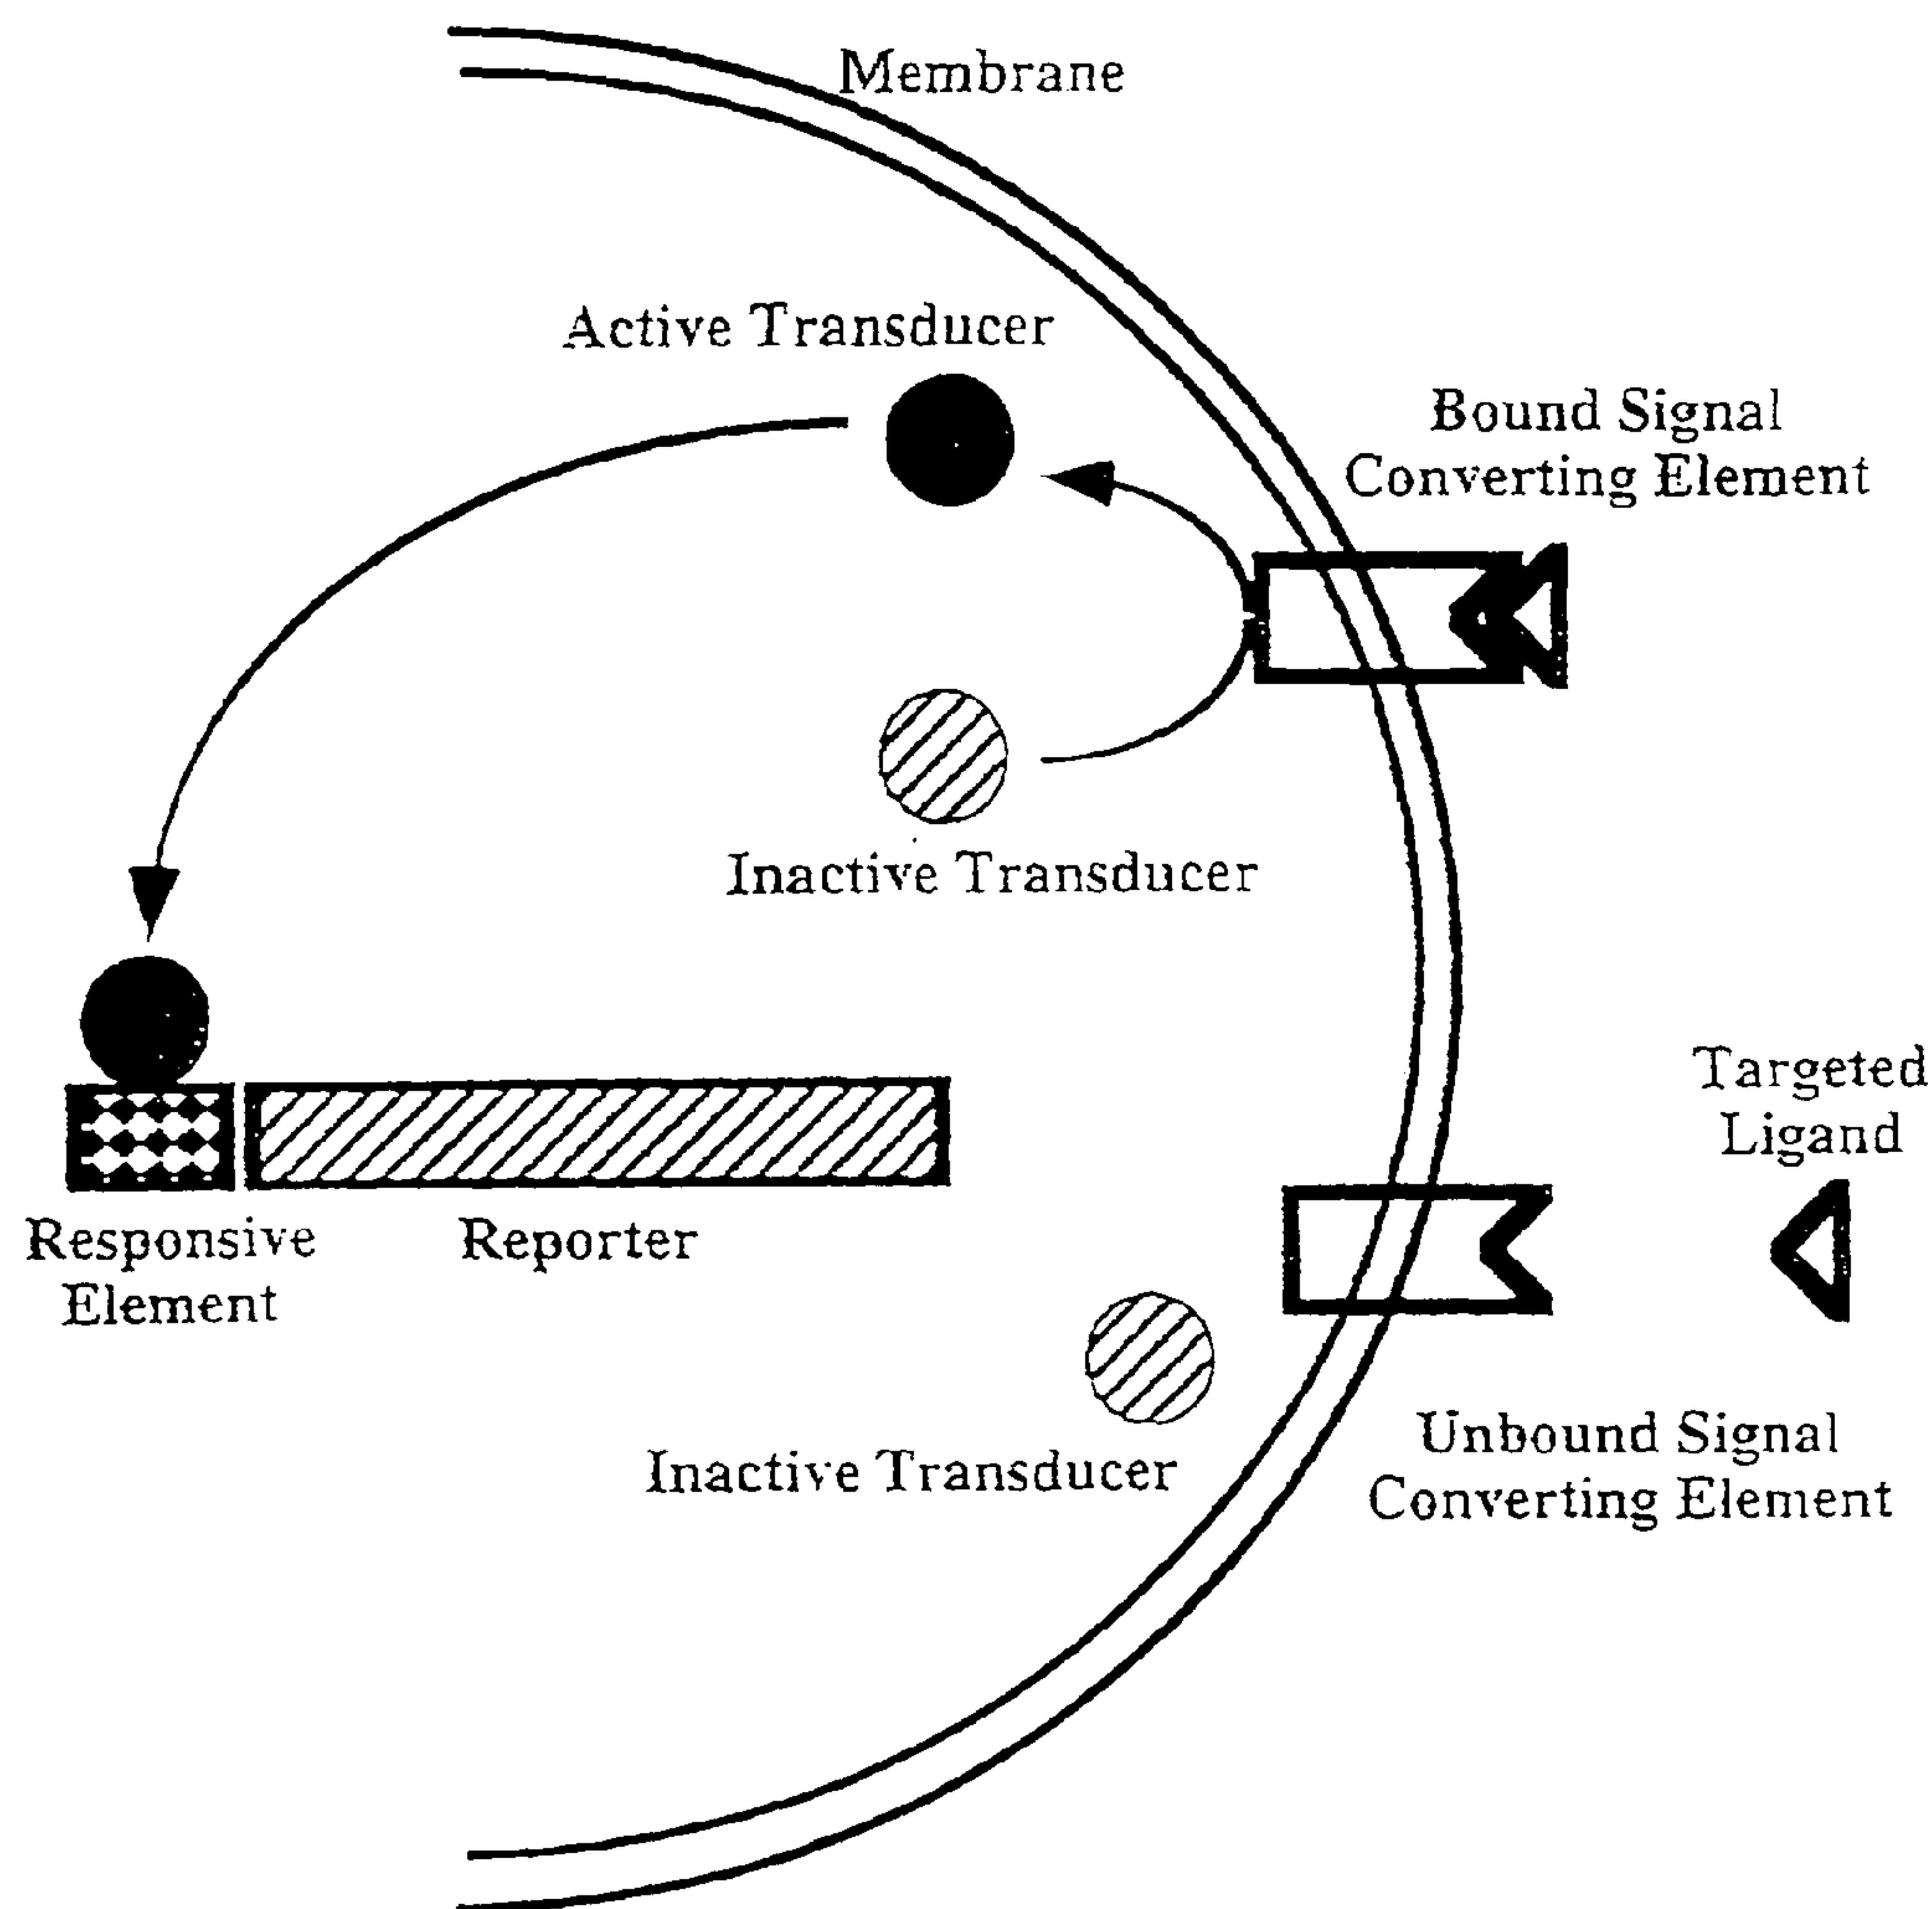 Membrane
Active Transducer
Bound Signal
Converting Element
Inactive Transducer
Targeted
Ligand
Responsive
Element
Reporter
Inactive Transducer
Unbound Signal
Converting Element